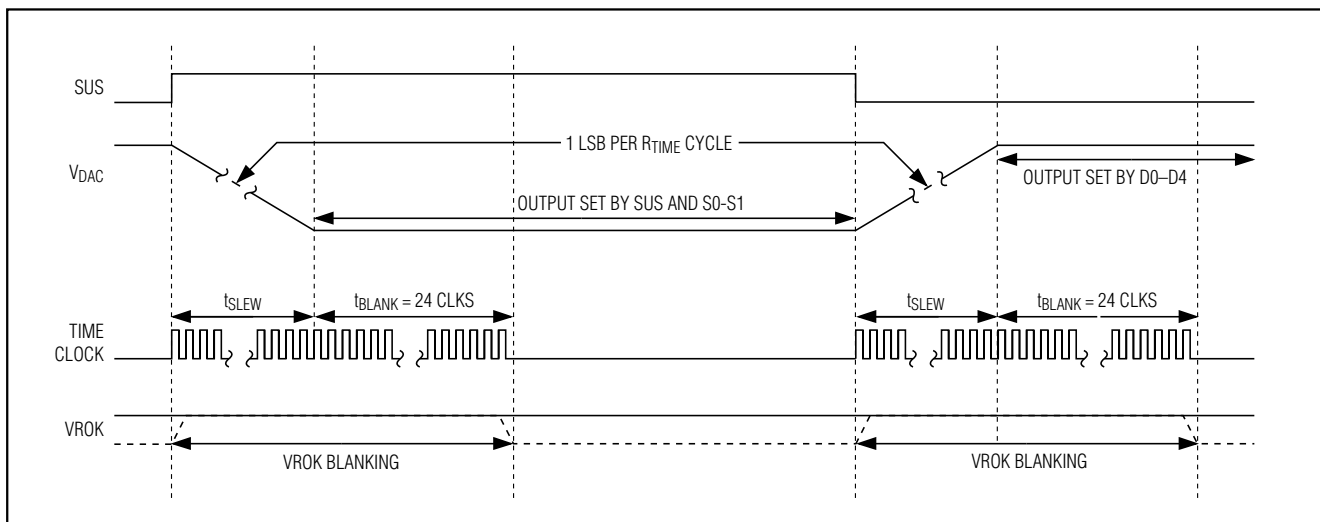 SUS
VDAC
1 LSB PER RTIME CYCLE
OUTPUT SET BY D0–D4
OUTPUT SET BY SUS AND S0-S1
tSLEW
tBLANK = 24 CLKS
tSLEW
tBLANK = 24 CLKS
TIME
CLOCK
VROK
VROK BLANKING
VROK BLANKING